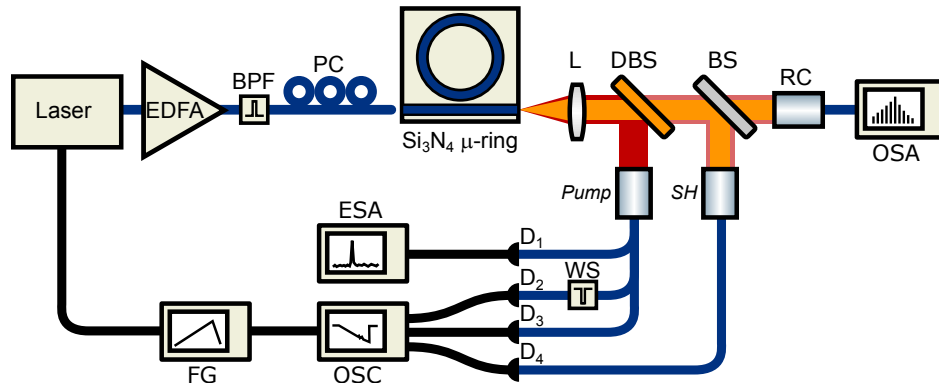 Laser
EDFA
BPF
PC
Si₃N₄ μ-ring
L
DBS
BS
RC
OSA
Pump
SH
ESA
D₁
D₂
WS
D₃
D₄
FG
OSC